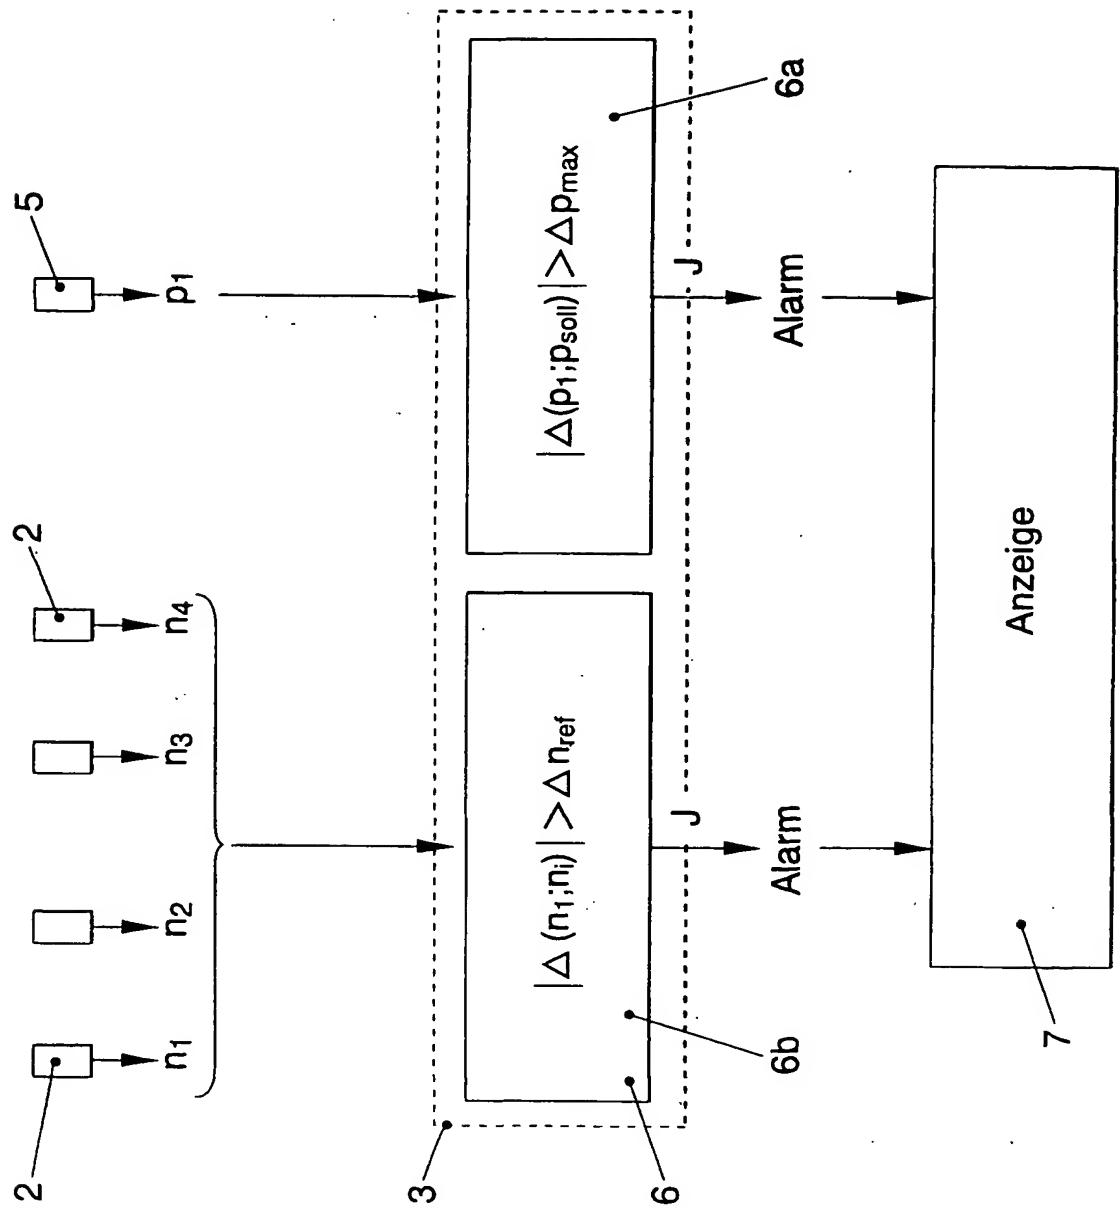 2
2
5
n1
n2
n3
n4
p1
3
|Δ(n1;ni)|>Δnref
|Δ(p1;psoll)|>Δpmax
6
6b
6a
J
J
Alarm
Alarm
Anzeige
7